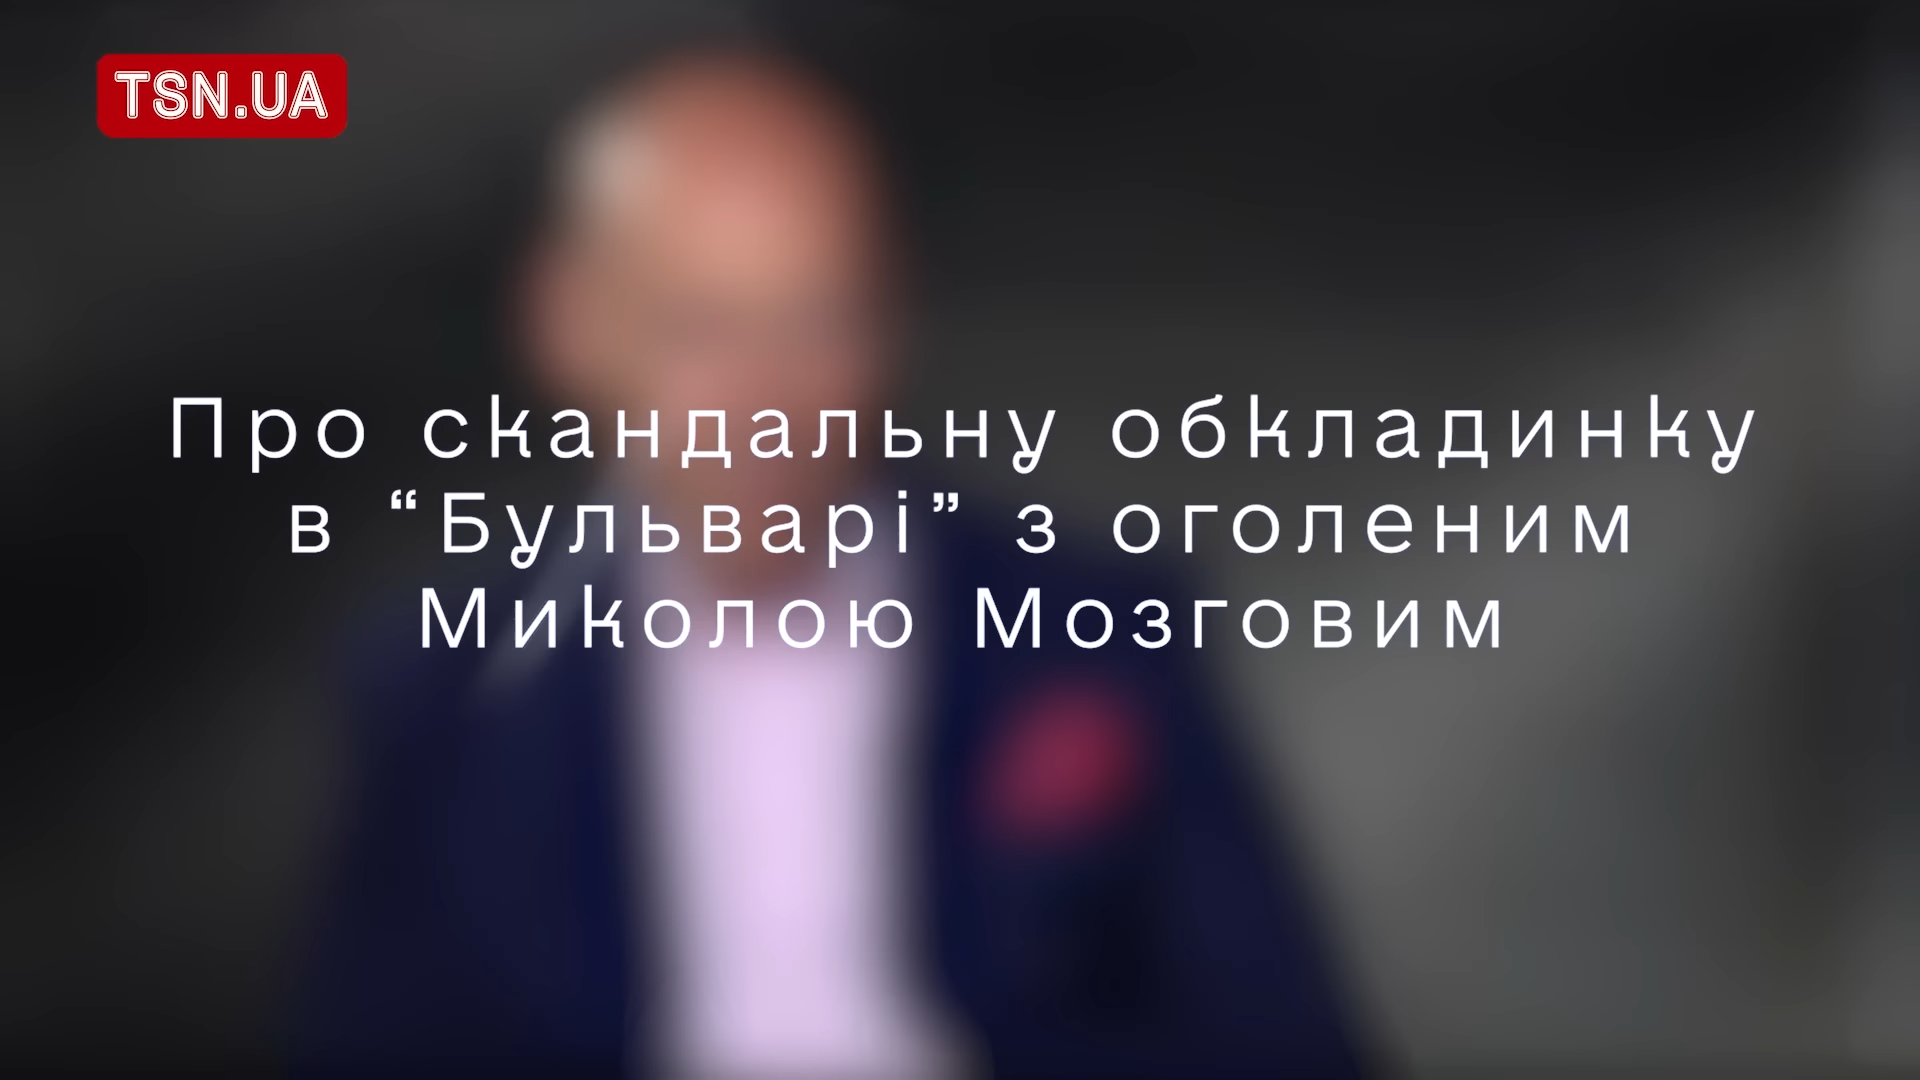 TSN.UA
Про скандальну обкладинку
в “Бульварі” з оголеним
Миколою Мозговим